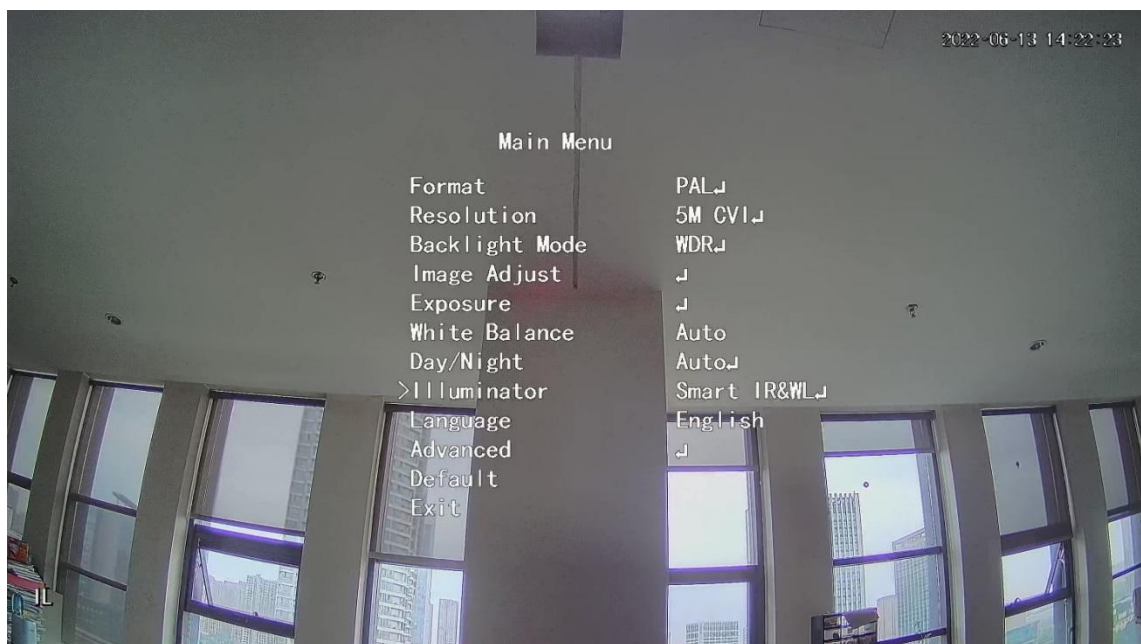 2022-06-13 14:22:23
Main Menu
Format PAL↲
Resolution 5M CVI↲
Backlight Mode WDR↲
Image Adjust ↲
Exposure ↲
White Balance Auto
Day/Night Auto↲
>Illuminator Smart IR&WL↲
Language English
Advanced ↲
Default
Exit
IL